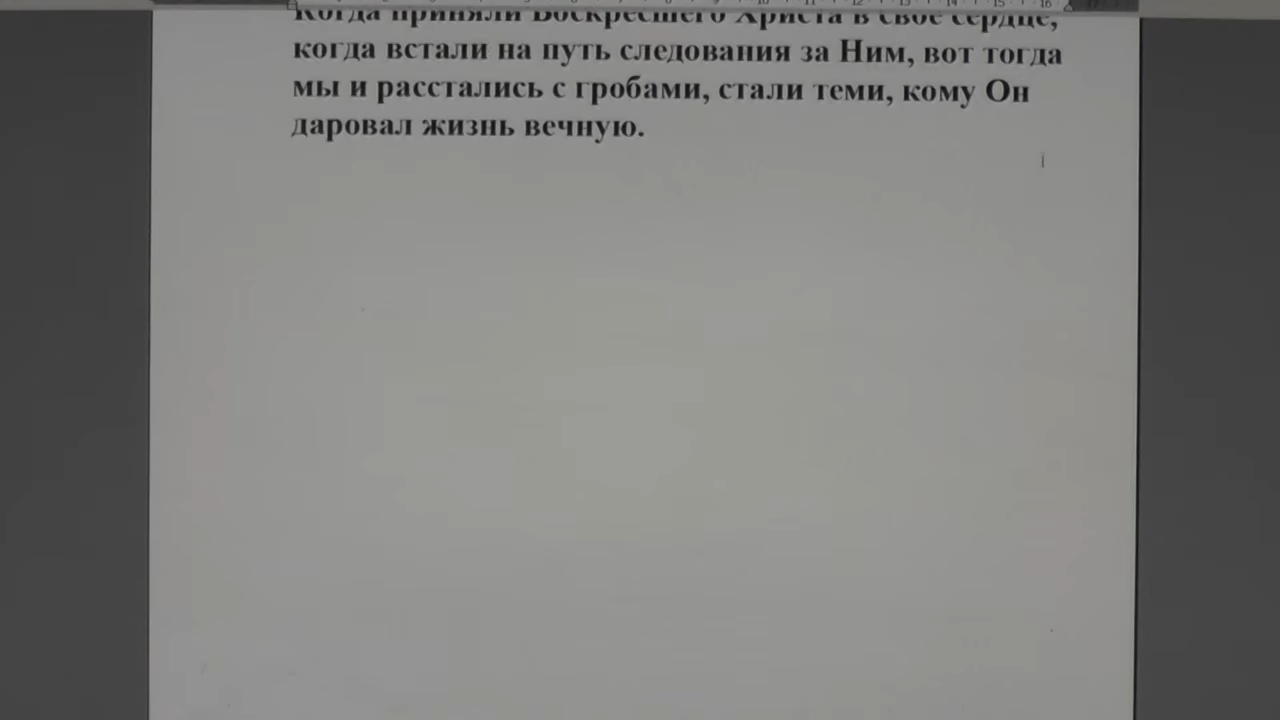 Когда приняли Воскресшего Христа в свое сердце,
когда встали на путь следования за Ним, вот тогда
мы и расстались с гробами, стали теми, кому Он
даровал жизнь вечную.